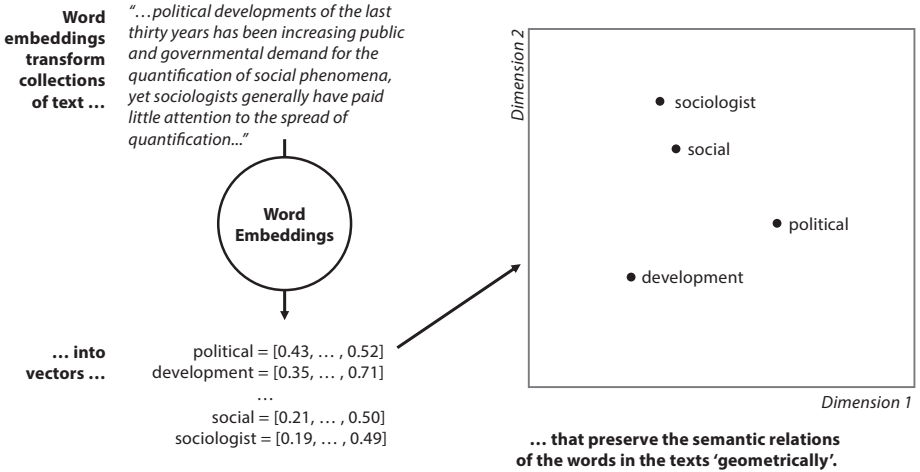 Word
embeddings
transform
collections
of text …
“…political developments of the last
thirty years has been increasing public
and governmental demand for the
quantification of social phenomena,
yet sociologists generally have paid
little attention to the spread of
quantification...”
Word
Embeddings
… into
vectors …
political = [0.43, … , 0.52]
development = [0.35, … , 0.71]
…
social = [0.21, … , 0.50]
sociologist = [0.19, … , 0.49]
Dimension 2
sociologist
social
political
development
Dimension 1
… that preserve the semantic relations
of the words in the texts ‘geometrically’.